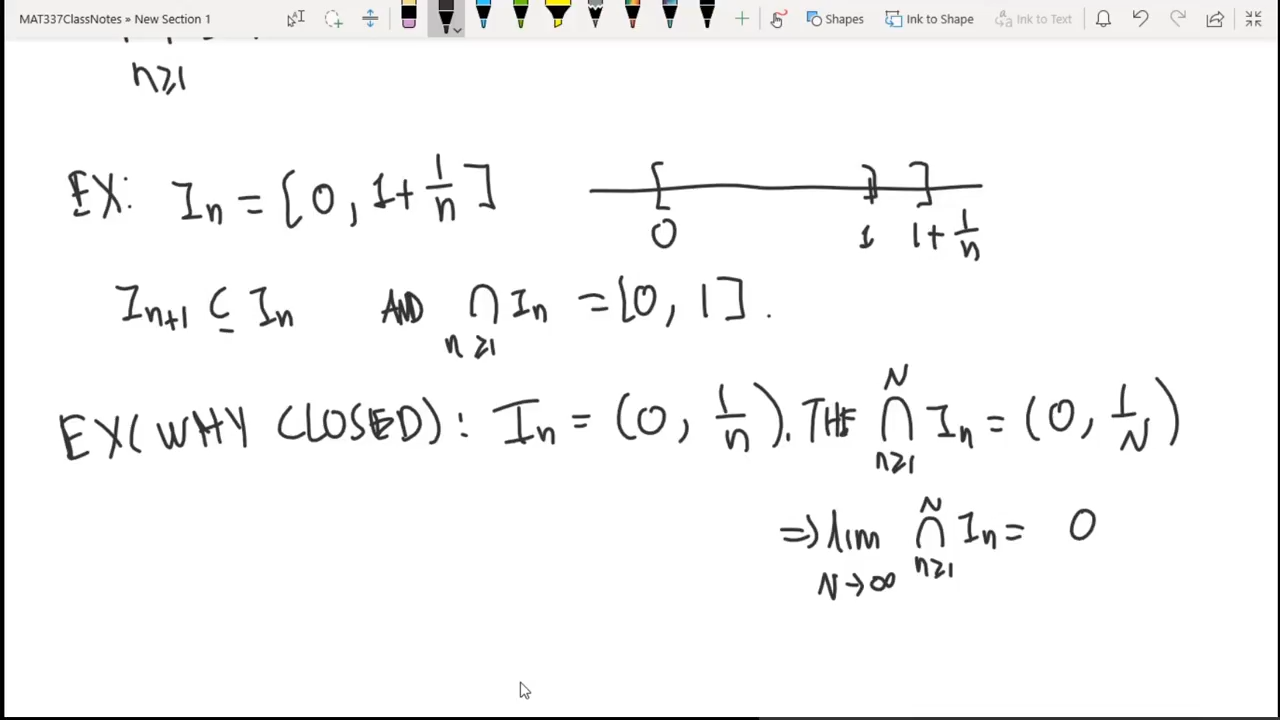 MAT337ClassNotes » New Section 1
Shapes
Ink to Shape
Ink to Text
n≥1
EX: Iₙ = [0, 1+1/n]
[ ] ]
0 1 1+1/n
Iₙ₊₁ ⊆ Iₙ AND ∩ Iₙ = [0, 1].
n≥1
EX(WHY CLOSED): Iₙ = (0, 1/n). THE ∩ᴺₙ≥₁ Iₙ = (0, 1/N)
⇒ lim ∩ᴺₙ≥₁ Iₙ = 0
N→∞